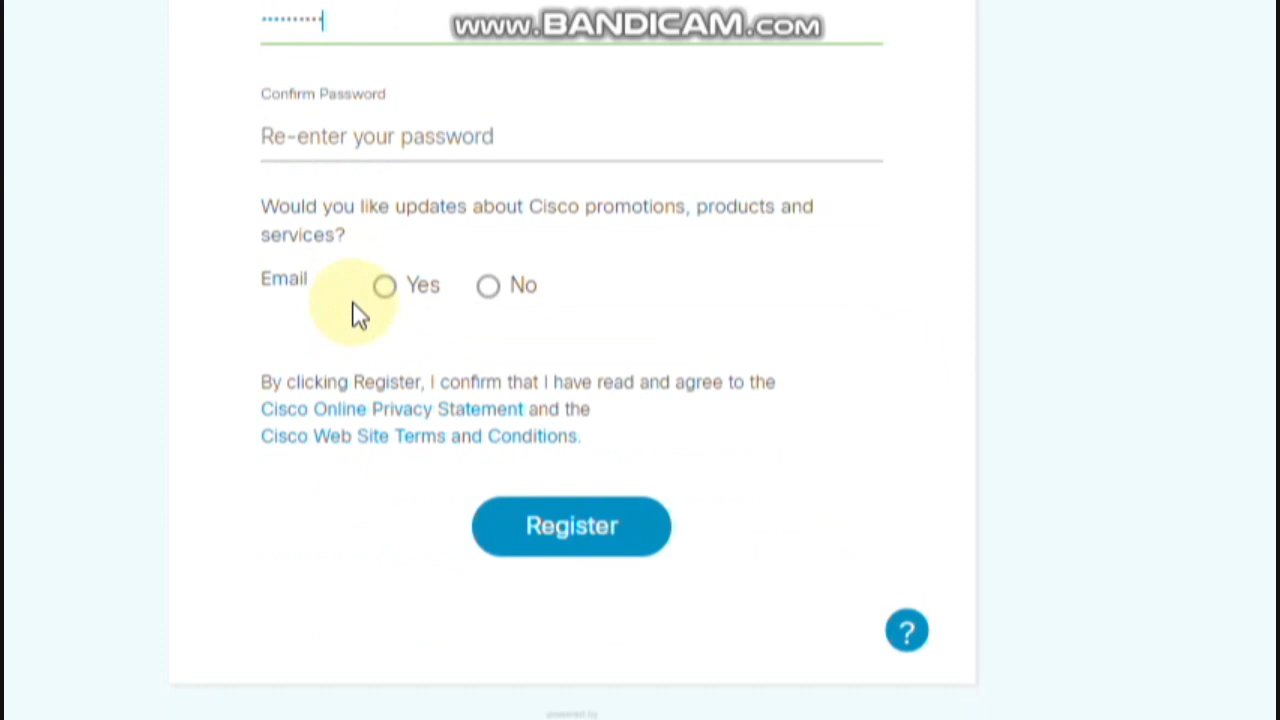 www.BANDICAM.com
Confirm Password
Re-enter your password
Would you like updates about Cisco promotions, products and
services?
Email Yes No
By clicking Register, I confirm that I have read and agree to the
Cisco Online Privacy Statement and the
Cisco Web Site Terms and Conditions.
Register
?
powered by